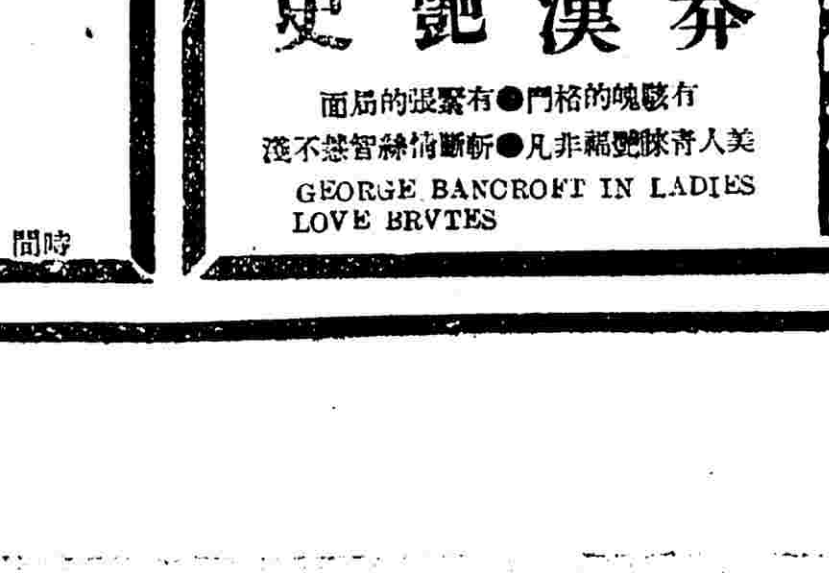 莽漢艷史
有駭魄的格鬥●有緊張的局面
美人青睞艷福非凡●斬斷情絲智慧不淺
GEORGE BANCROFT IN LADIES
LOVE BRVTES
時間